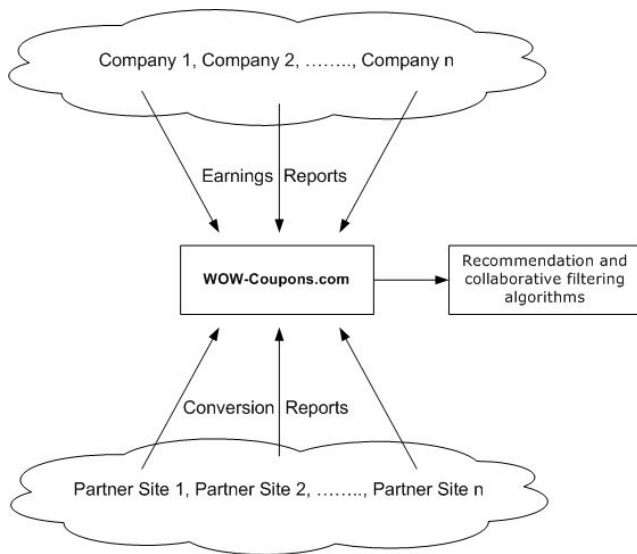 Company 1, Company 2, …….., Company n
Earnings Reports
WOW-Coupons.com
Recommendation and
collaborative filtering
algorithms
Conversion Reports
Partner Site 1, Partner Site 2, …….., Partner Site n